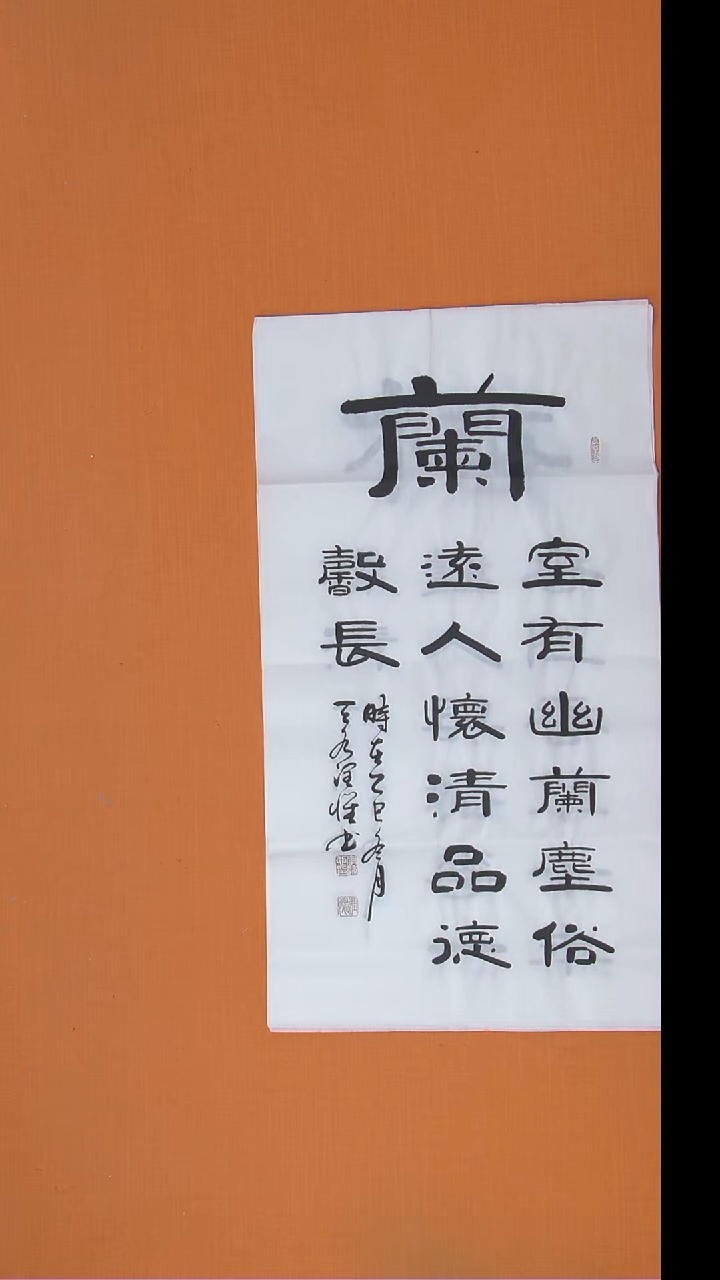 蘭
室有幽蘭塵俗
遠人懷清品德
馨長
時在乙巳冬月